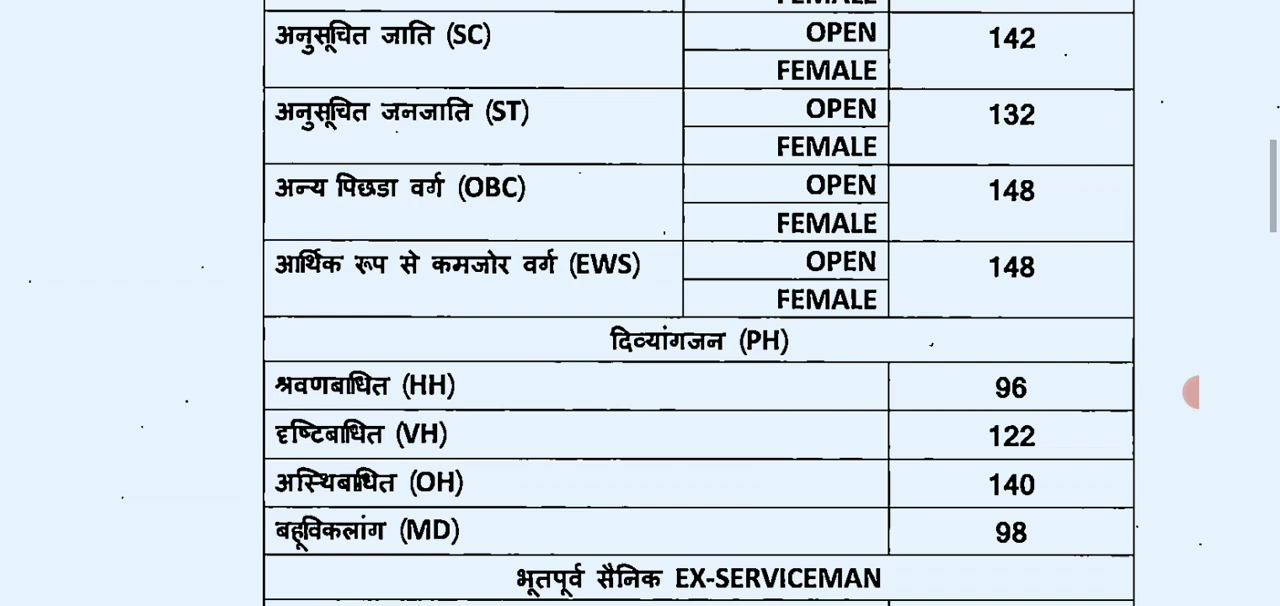 FEMALE
अनुसूचित जाति (SC) OPEN 142
FEMALE
अनुसूचित जनजाति (ST) OPEN 132
FEMALE
अन्य पिछडा वर्ग (OBC) OPEN 148
FEMALE
आर्थिक रूप से कमजोर वर्ग (EWS) OPEN 148
FEMALE
दिव्यांगजन (PH)
श्रवणबाधित (HH) 96
दृष्टिबाधित (VH) 122
अस्थिबाधित (OH) 140
बहूविकलांग (MD) 98
भूतपूर्व सैनिक EX-SERVICEMAN